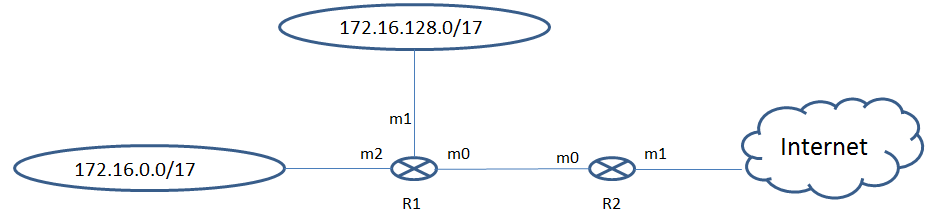 172.16.128.0/17
m1
172.16.0.0/17
m2
m0
m0
m1
Internet
R1
R2